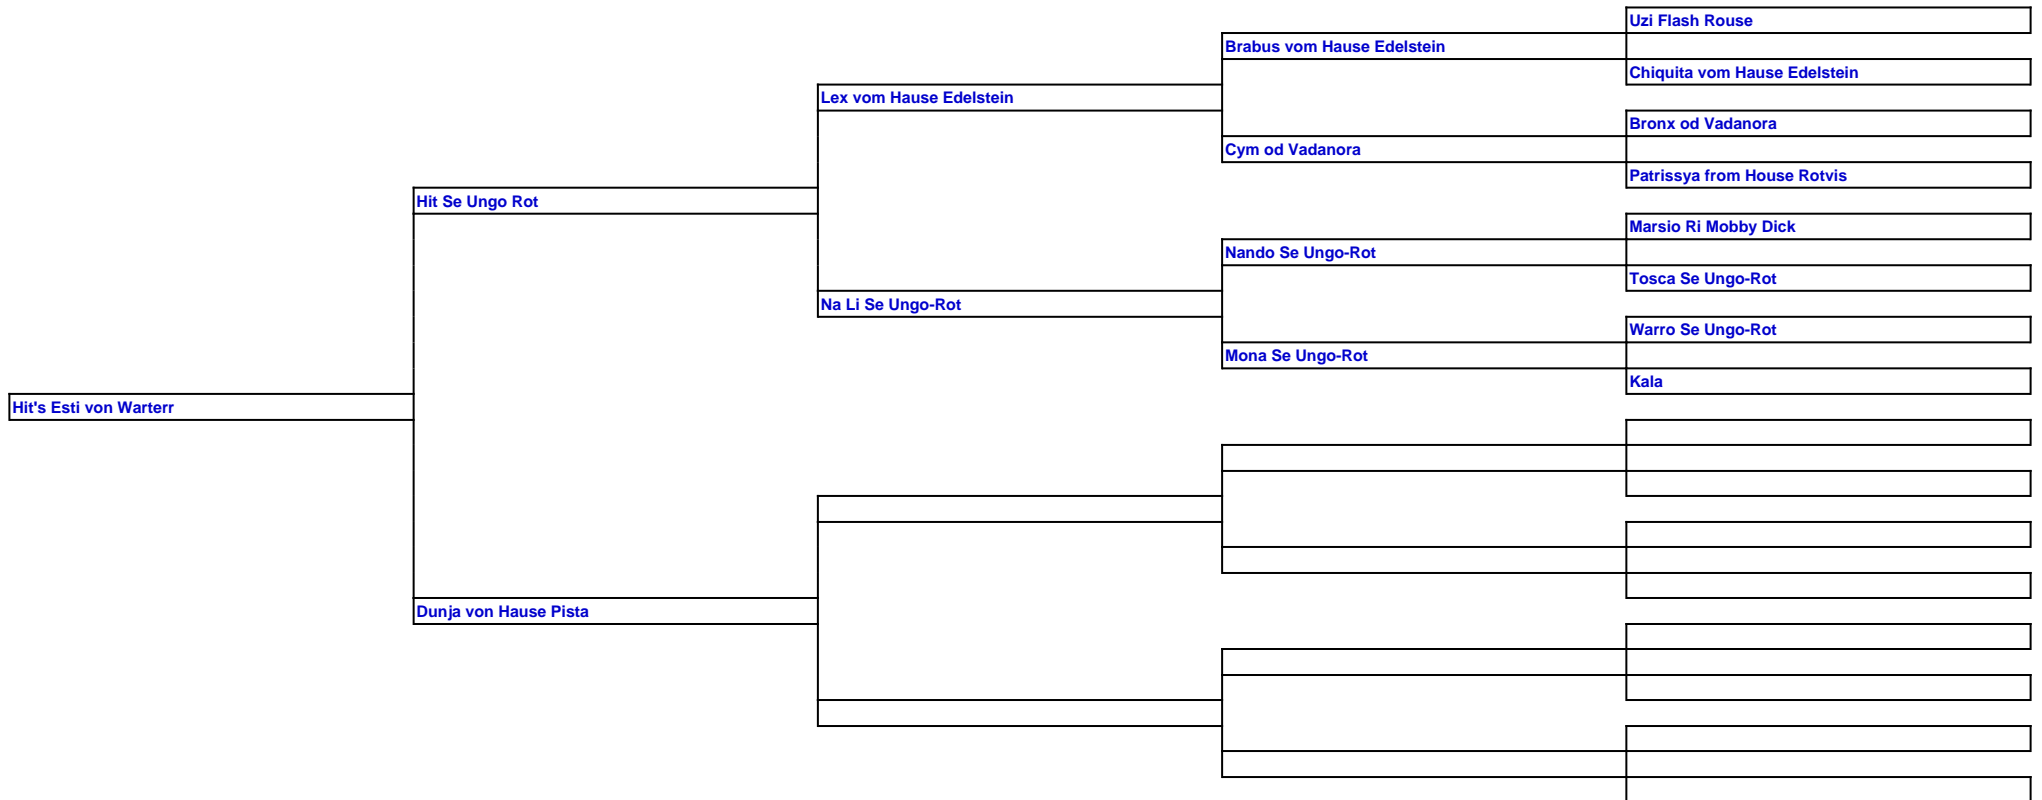 Uzi Flash Rouse
Brabus vom Hause Edelstein
Chiquita vom Hause Edelstein
Lex vom Hause Edelstein
Bronx od Vadanora
Cym od Vadanora
Patrissya from House Rotvis
Hit Se Ungo Rot
Marsio Ri Mobby Dick
Nando Se Ungo-Rot
Tosca Se Ungo-Rot
Na Li Se Ungo-Rot
Warro Se Ungo-Rot
Mona Se Ungo-Rot
Kala
Hit's Esti von Warterr
Dunja von Hause Pista